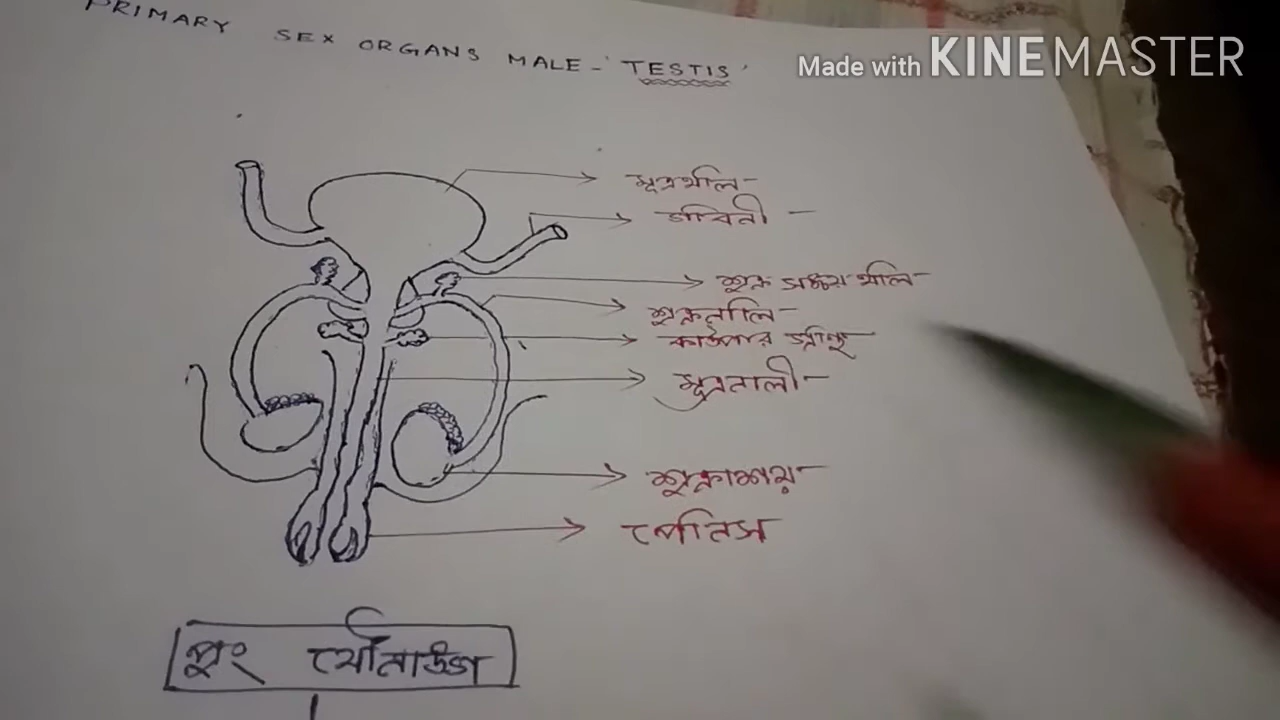 PRIMARY SEX ORGANS MALE - 'TESTIS'
Made with KINEMASTER
মূত্রথলি -
গবিনী -
শুক্র সঞ্চয় থলি -
শুক্রনালি -
কাউপার গ্রন্থি -
মূত্রনালী -
শুক্রাশয় -
পেনিস
পুং যৌনাঙ্গ